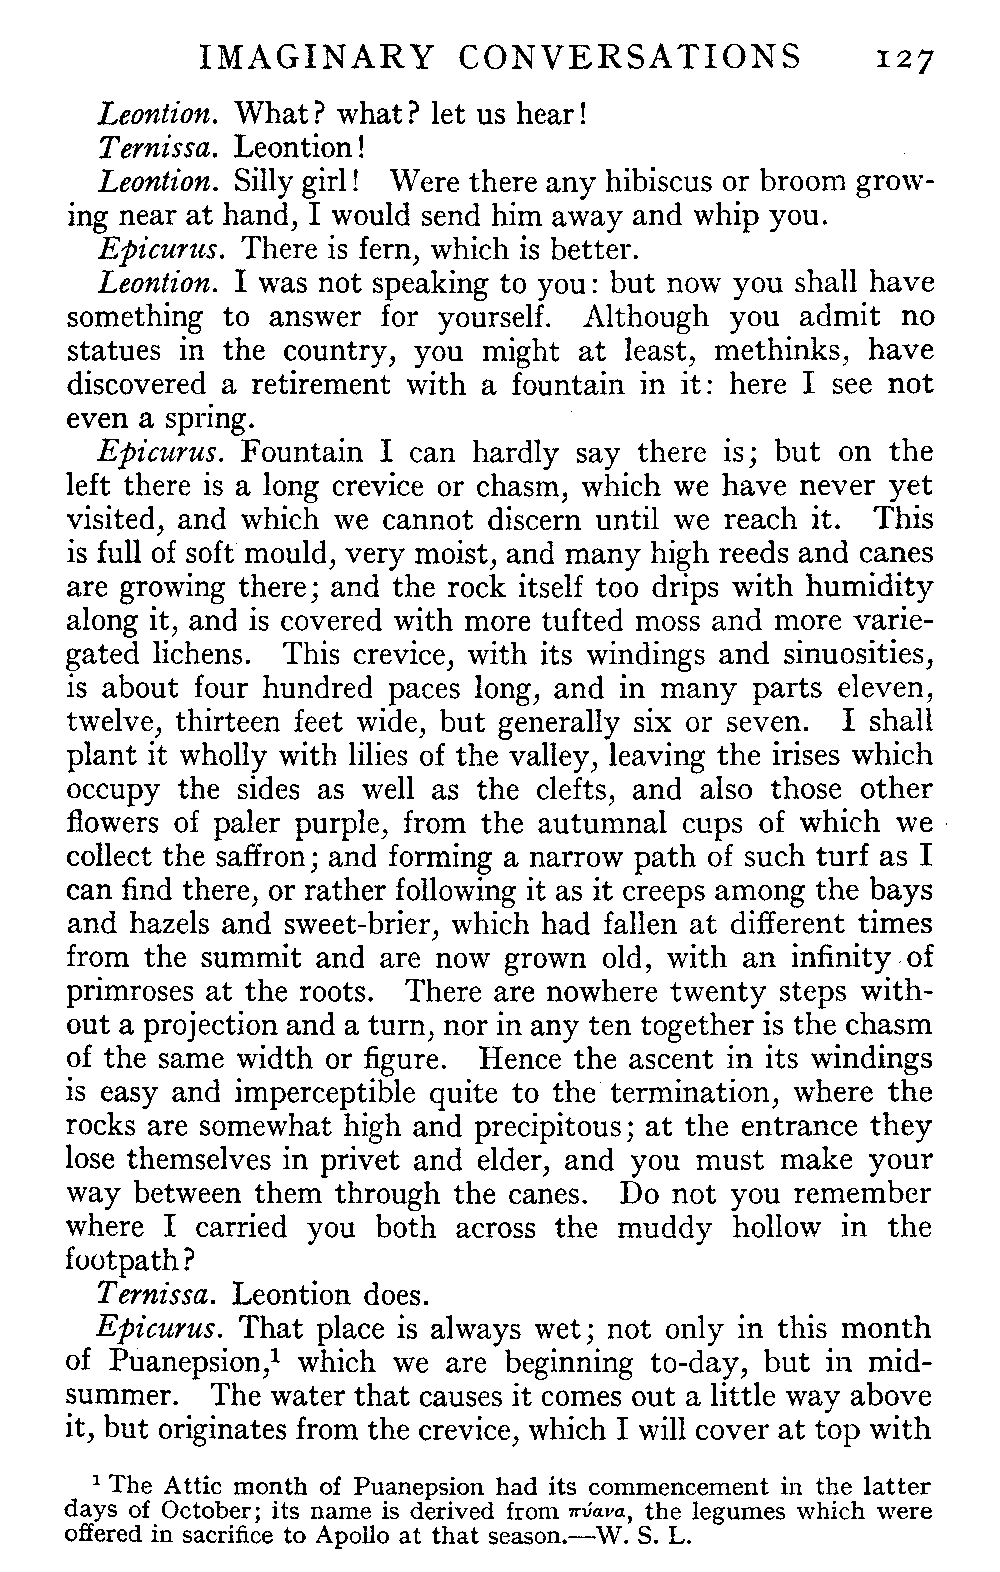 IMAGINARY CONVERSATIONS 127
Leontion. What? what? let us hear!
Ternissa. Leontion!
Leontion. Silly girl! Were there any hibiscus or broom grow-
ing near at hand, I would send him away and whip you.
Epicurus. There is fern, which is better.
Leontion. I was not speaking to you: but now you shall have
something to answer for yourself. Although you admit no
statues in the country, you might at least, methinks, have
discovered a retirement with a fountain in it: here I see not
even a spring.
Epicurus. Fountain I can hardly say there is; but on the
left there is a long crevice or chasm, which we have never yet
visited, and which we cannot discern until we reach it. This
is full of soft mould, very moist, and many high reeds and canes
are growing there; and the rock itself too drips with humidity
along it, and is covered with more tufted moss and more varie-
gated lichens. This crevice, with its windings and sinuosities,
is about four hundred paces long, and in many parts eleven,
twelve, thirteen feet wide, but generally six or seven. I shall
plant it wholly with lilies of the valley, leaving the irises which
occupy the sides as well as the clefts, and also those other
flowers of paler purple, from the autumnal cups of which we
collect the saffron; and forming a narrow path of such turf as I
can find there, or rather following it as it creeps among the bays
and hazels and sweet-brier, which had fallen at different times
from the summit and are now grown old, with an infinity of
primroses at the roots. There are nowhere twenty steps with-
out a projection and a turn, nor in any ten together is the chasm
of the same width or figure. Hence the ascent in its windings
is easy and imperceptible quite to the termination, where the
rocks are somewhat high and precipitous; at the entrance they
lose themselves in privet and elder, and you must make your
way between them through the canes. Do not you remember
where I carried you both across the muddy hollow in the
footpath?
Ternissa. Leontion does.
Epicurus. That place is always wet; not only in this month
of Puanepsion,¹ which we are beginning to-day, but in mid-
summer. The water that causes it comes out a little way above
it, but originates from the crevice, which I will cover at top with
¹ The Attic month of Puanepsion had its commencement in the latter
days of October; its name is derived from πύανα, the legumes which were
offered in sacrifice to Apollo at that season.—W. S. L.